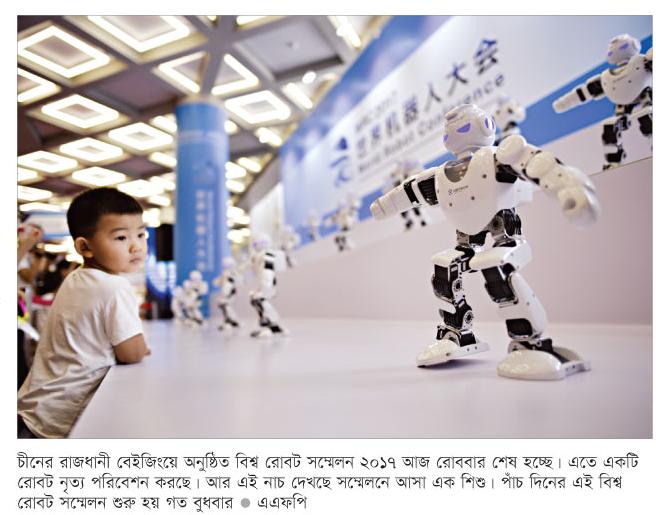 世界机器人大会
World Robot Conference
চীনের রাজধানী বেইজিংয়ে অনুষ্ঠিত বিশ্ব রোবট সম্মেলন ২০১৭ আজ রোববার শেষ হচ্ছে। এতে একটি
রোবট নৃত্য পরিবেশন করছে। আর এই নাচ দেখছে সম্মেলনে আসা এক শিশু। পাঁচ দিনের এই বিশ্ব
রোবট সম্মেলন শুরু হয় গত বুধবার ● এএফপি